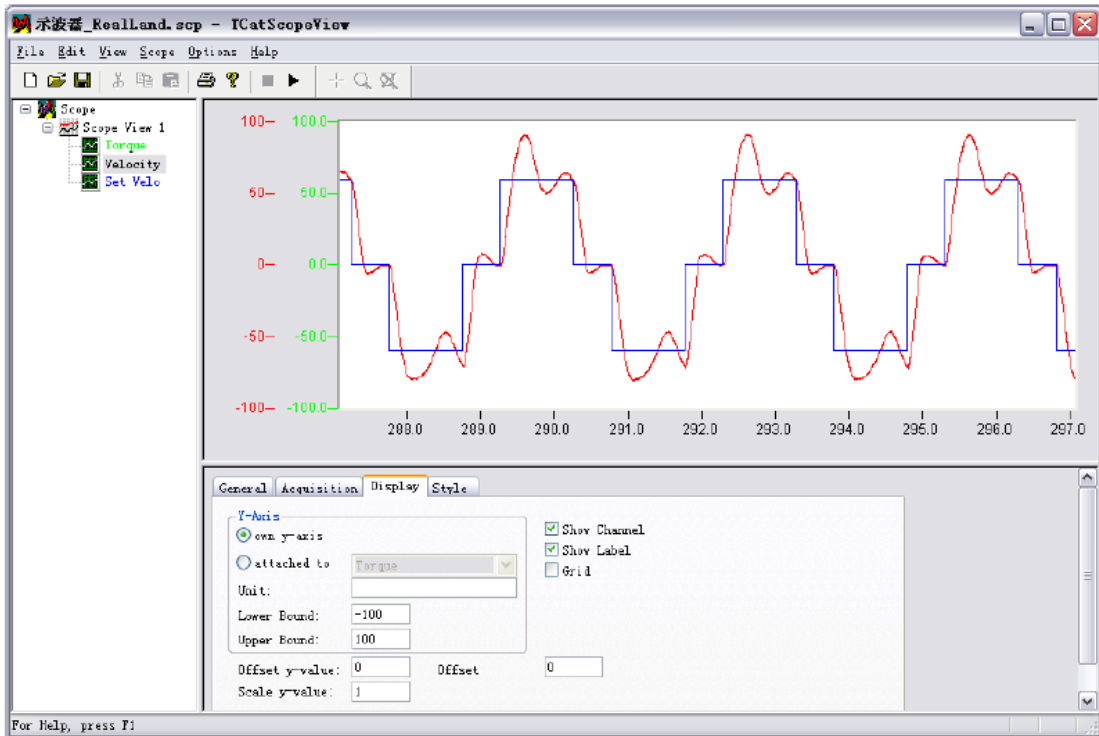 示波器_RealLand.scp - TCatScopeView
File Edit View Scope Options Help
Scope
Scope View 1
Torque
Velocity
Set Velo
100 100.0
50 50.0
0 0.0
-50 -50.0
-100 -100.0
288.0 289.0 290.0 291.0 292.0 293.0 294.0 295.0 296.0 297.0
General Acquisition Display Style
Y-Axis
own y-axis
attached to Torque
Unit:
Lower Bound: -100
Upper Bound: 100
Offset y-value: 0 Offset 0
Scale y-value: 1
Show Channel
Show Label
Grid
For Help, press F1